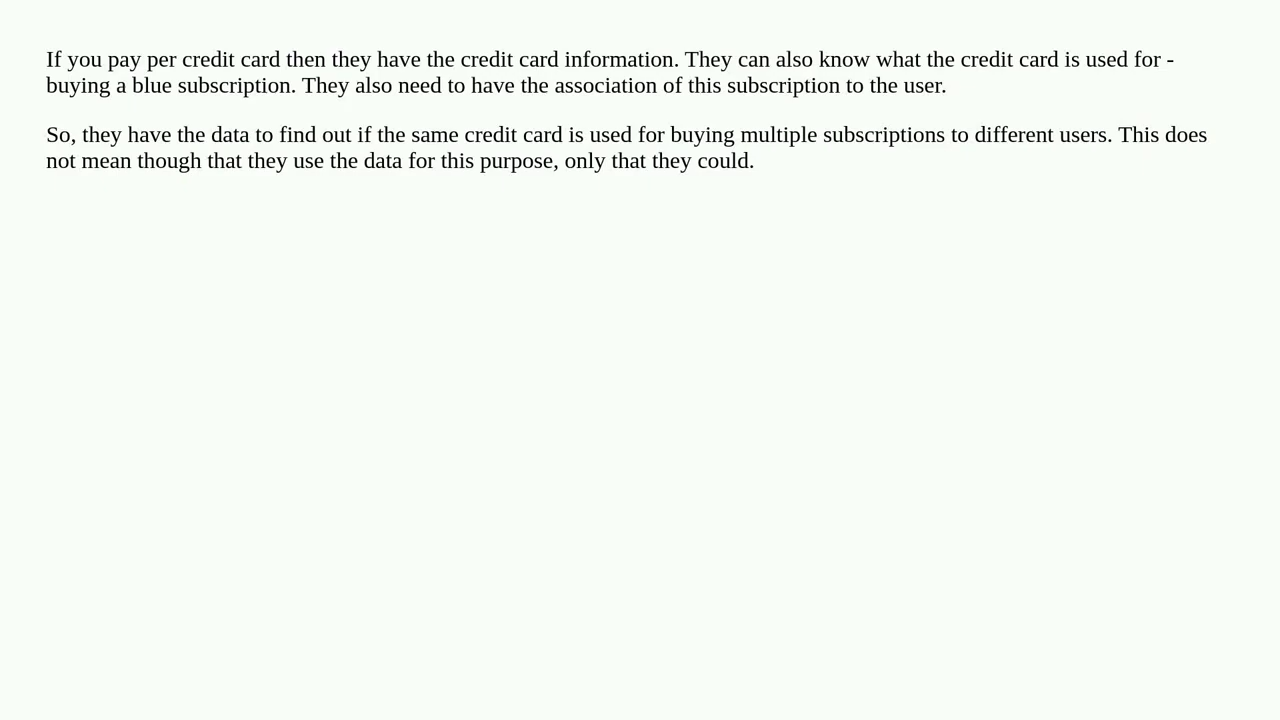 If you pay per credit card then they have the credit card information. They can also know what the credit card is used for -
buying a blue subscription. They also need to have the association of this subscription to the user.
So, they have the data to find out if the same credit card is used for buying multiple subscriptions to different users. This does
not mean though that they use the data for this purpose, only that they could.